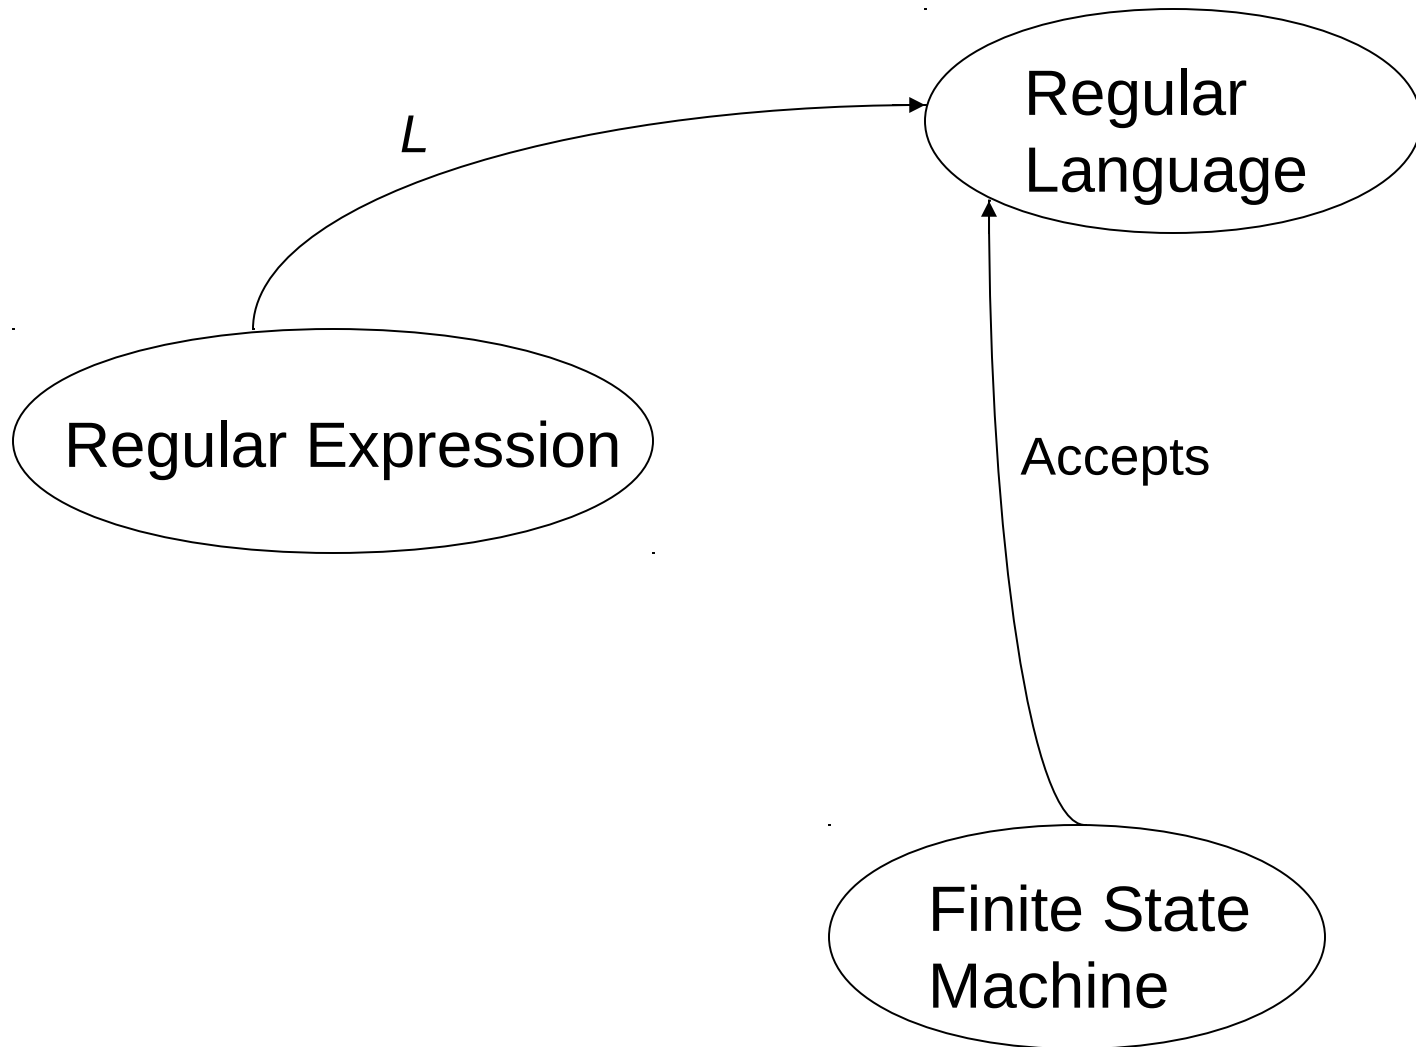 Regular
Language
L
Regular Expression
Accepts
Finite State
Machine